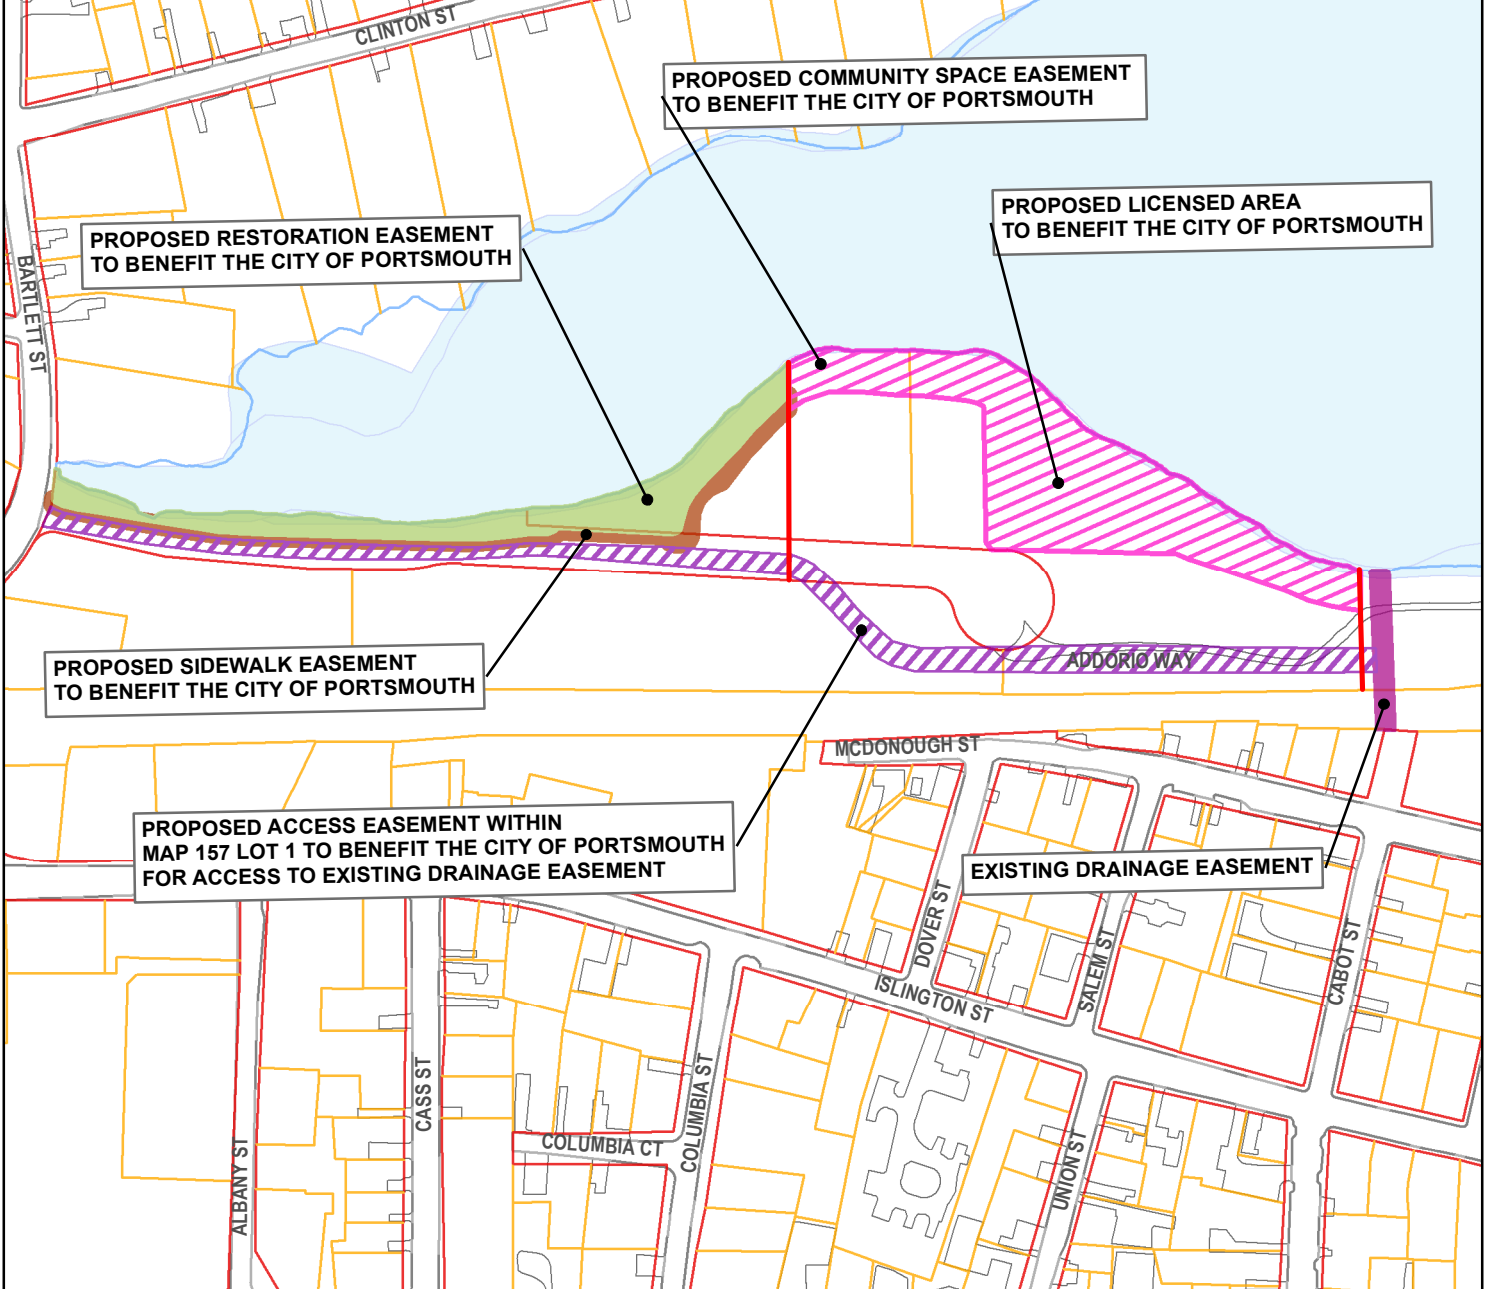 CLINTON ST
PROPOSED COMMUNITY SPACE EASEMENT
TO BENEFIT THE CITY OF PORTSMOUTH
PROPOSED LICENSED AREA
TO BENEFIT THE CITY OF PORTSMOUTH
PROPOSED RESTORATION EASEMENT
TO BENEFIT THE CITY OF PORTSMOUTH
BARTLETT ST
PROPOSED SIDEWALK EASEMENT
TO BENEFIT THE CITY OF PORTSMOUTH
ADDORIO WAY
MCDONOUGH ST
PROPOSED ACCESS EASEMENT WITHIN
MAP 157 LOT 1 TO BENEFIT THE CITY OF PORTSMOUTH
FOR ACCESS TO EXISTING DRAINAGE EASEMENT
EXISTING DRAINAGE EASEMENT
DOVER ST
SALEM ST
CABOT ST
ISLINGTON ST
CASS ST
COLUMBIA ST
COLUMBIA CT
ALBANY ST
UNION ST